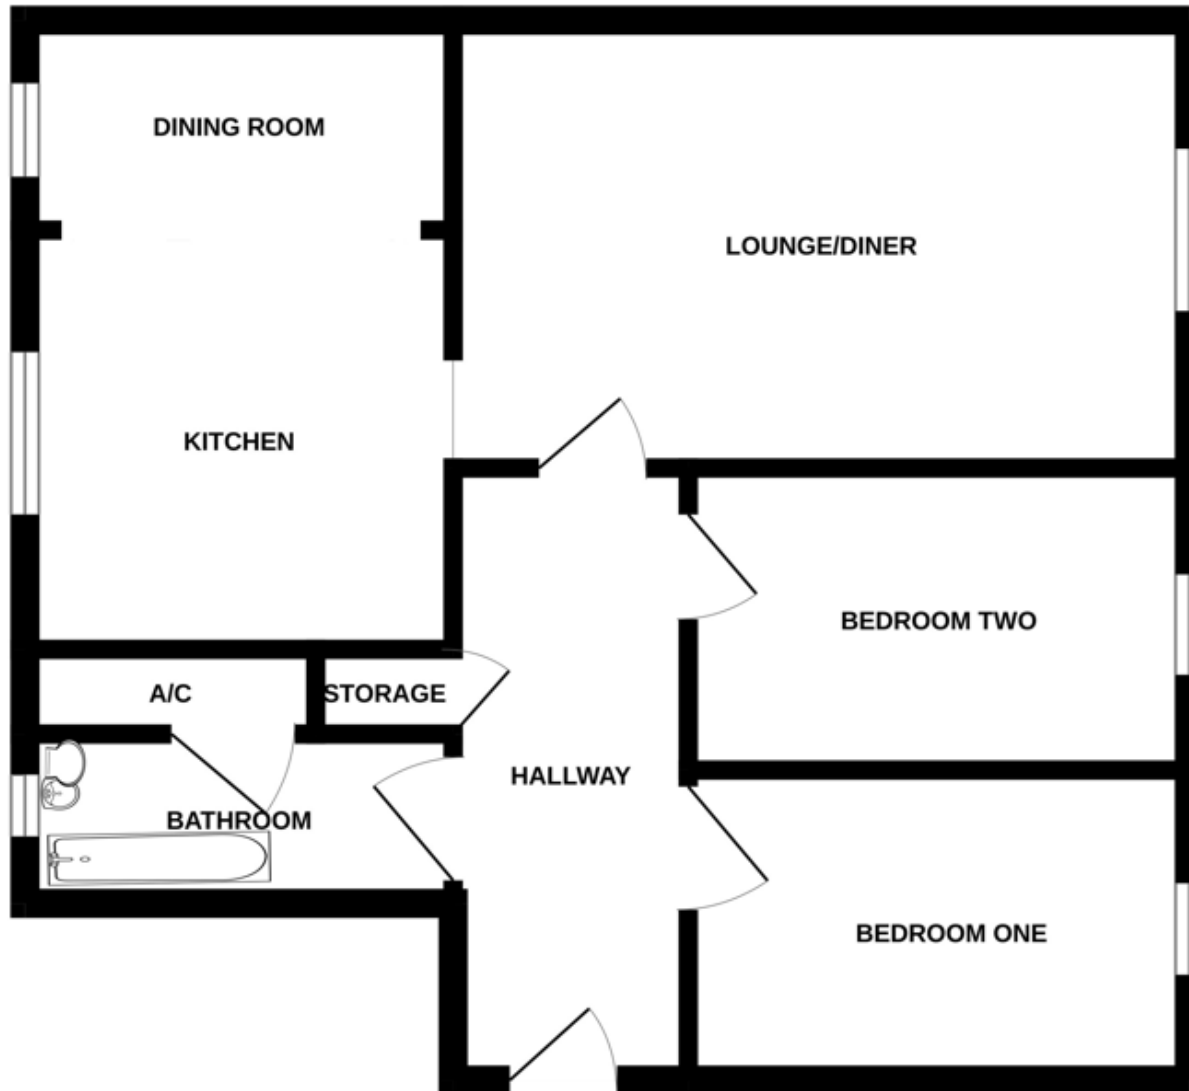 DINING ROOM
LOUNGE/DINER
KITCHEN
BEDROOM TWO
A/C
STORAGE
HALLWAY
BATHROOM
BEDROOM ONE